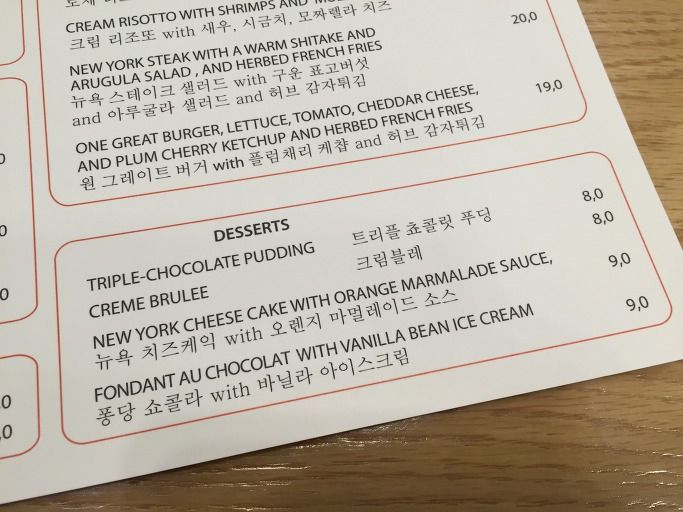 CREAM RISOTTO WITH SHRIMPS AND
크림 리조또 with 새우, 시금치, 모짜렐라 치즈
NEW YORK STEAK WITH A WARM SHITAKE AND 20,0
ARUGULA SALAD , AND HERBED FRENCH FRIES
뉴욕 스테이크 샐러드 with 구운 표고버섯
and 아루굴라 샐러드 and 허브 감자튀김
ONE GREAT BURGER, LETTUCE, TOMATO, CHEDDAR CHEESE, 19,0
AND PLUM CHERRY KETCHUP AND HERBED FRENCH FRIES
원 그레이트 버거 with 플럼채리 케챱 and 허브 감자튀김
DESSERTS
TRIPLE-CHOCOLATE PUDDING 트리플 쵸콜릿 푸딩 8,0
CREME BRULEE 크림블레 8,0
NEW YORK CHEESE CAKE WITH ORANGE MARMALADE SAUCE, 9,0
뉴욕 치즈케익 with 오렌지 마멀레이드 소스
FONDANT AU CHOCOLAT WITH VANILLA BEAN ICE CREAM 9,0
퐁당 쇼콜라 with 바닐라 아이스크림